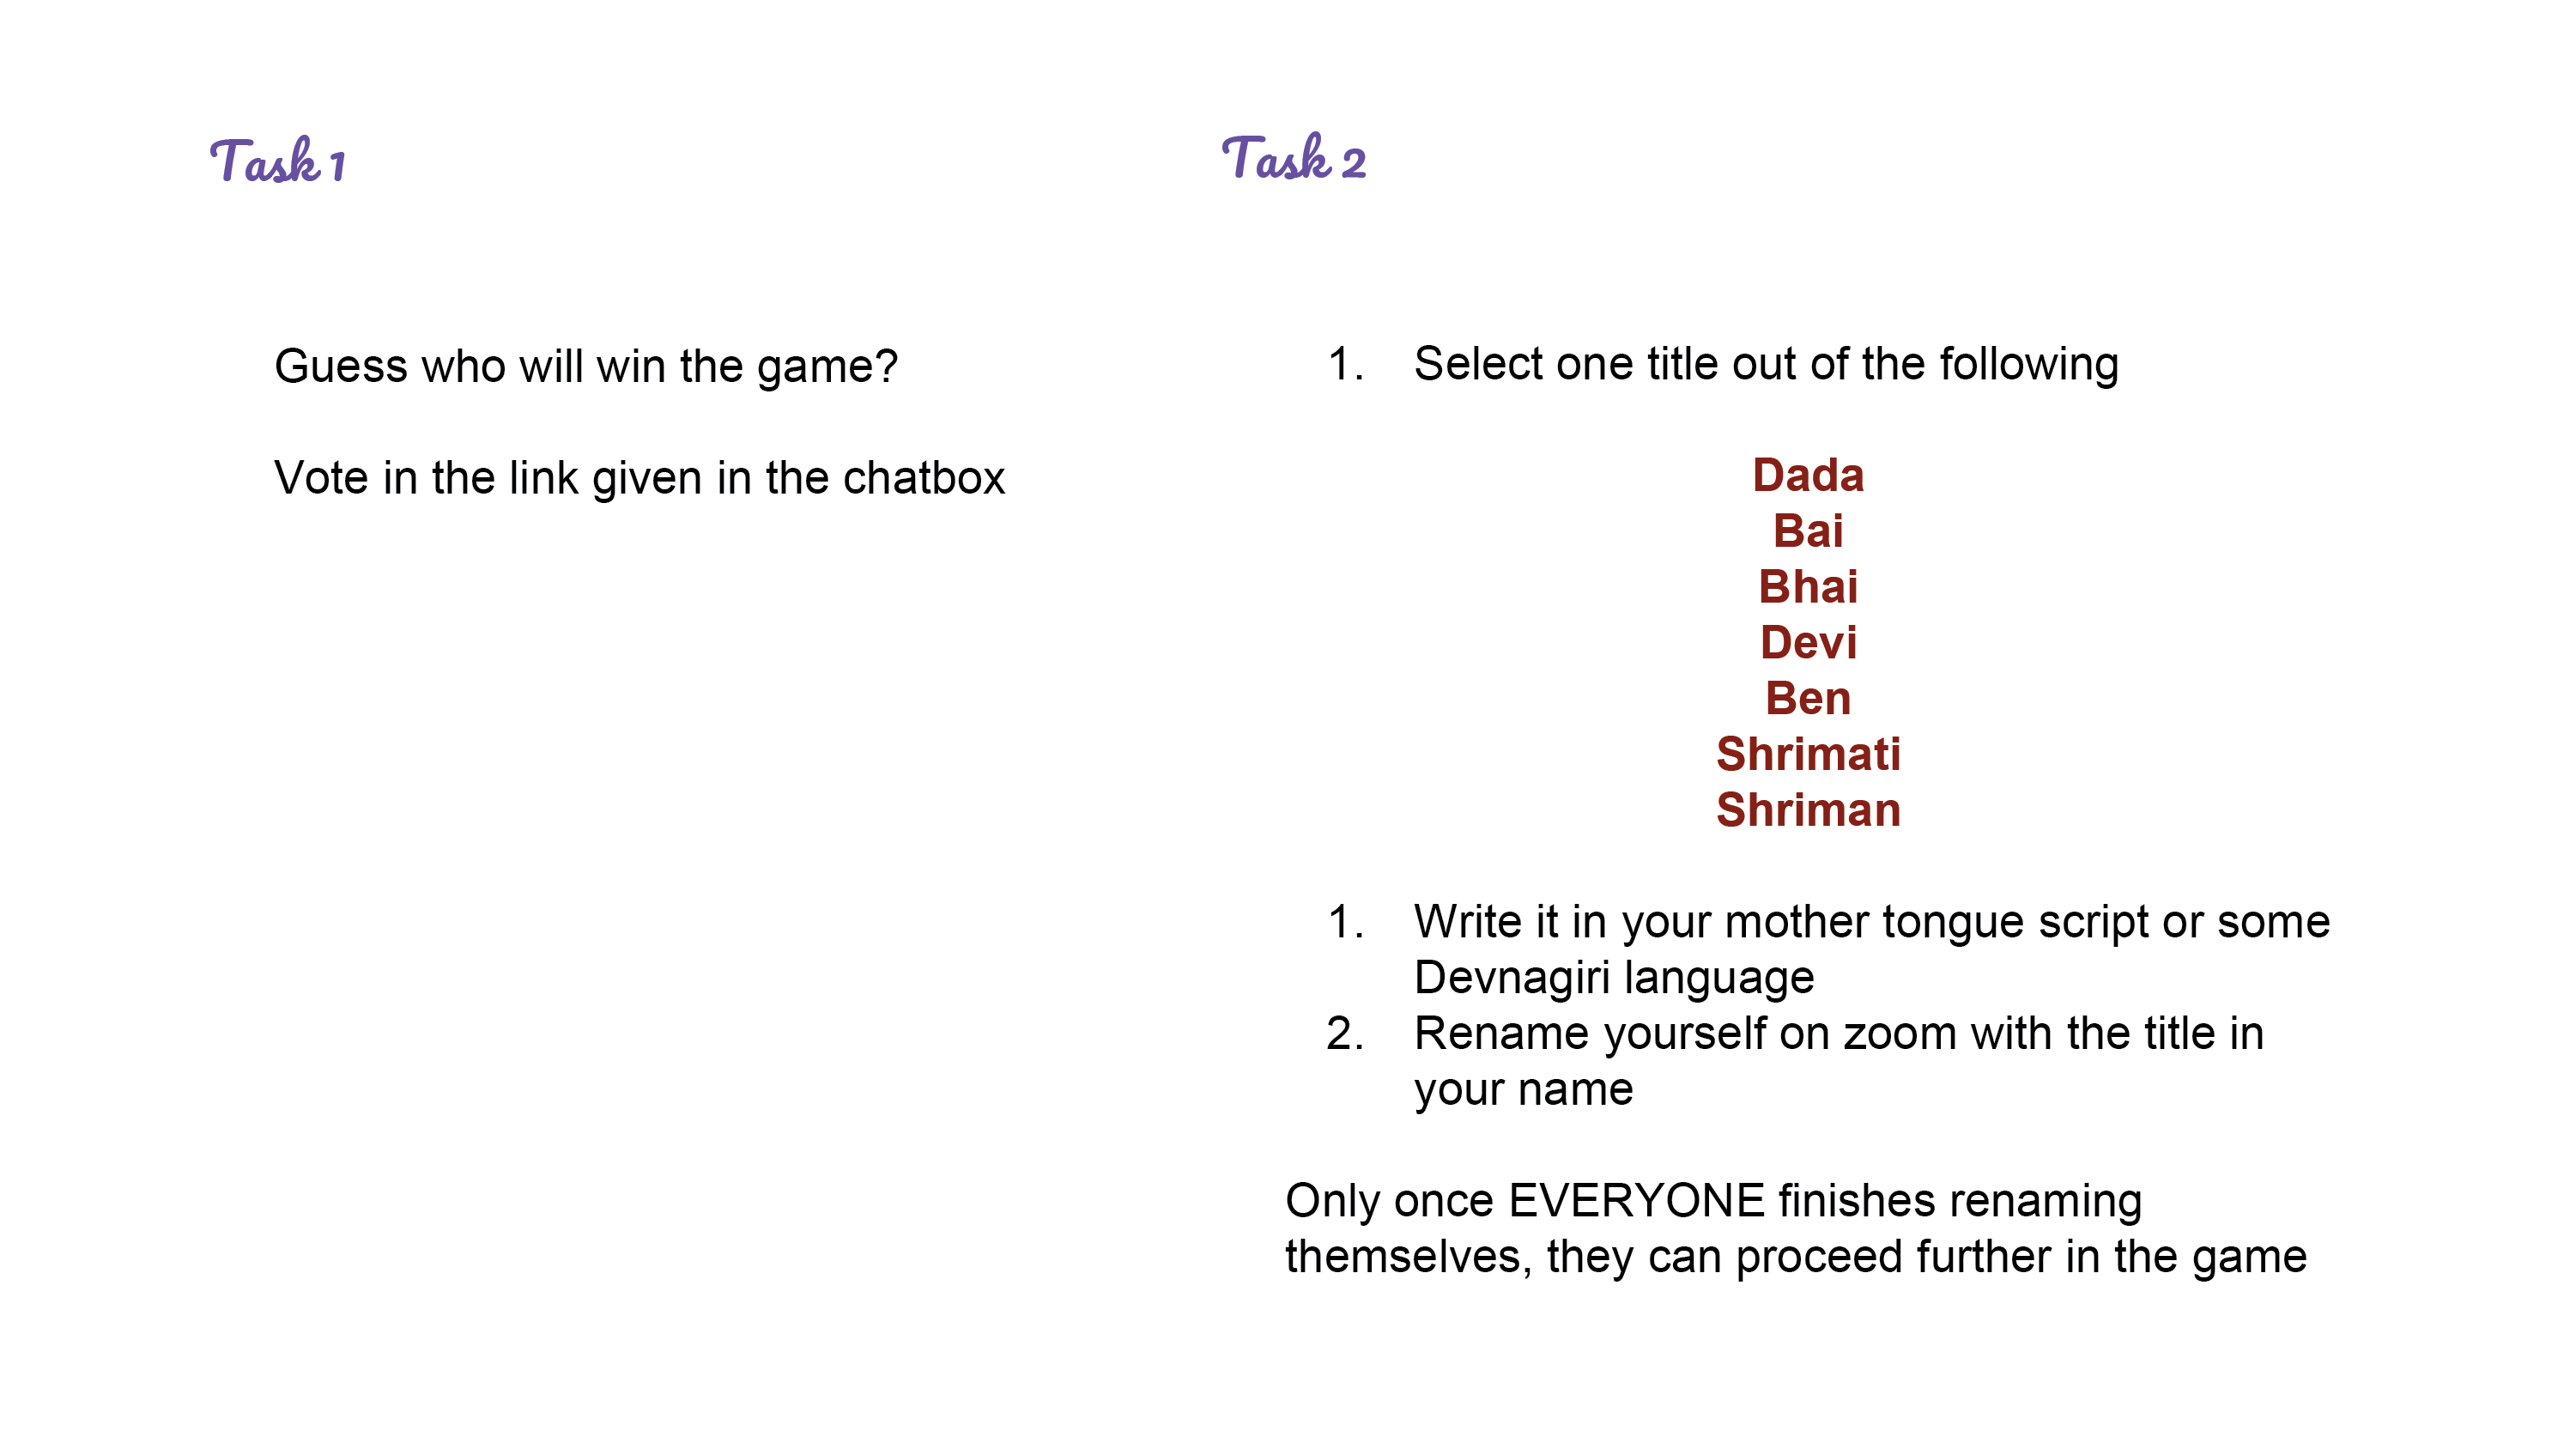 Task 1
Guess who will win the game?
Vote in the link given in the chatbox
Task 2
1. Select one title out of the following
Dada
Bai
Bhai
Devi
Ben
Shrimati
Shriman
1. Write it in your mother tongue script or some
Devnagiri language
2. Rename yourself on zoom with the title in
your name
Only once EVERYONE finishes renaming
themselves, they can proceed further in the game